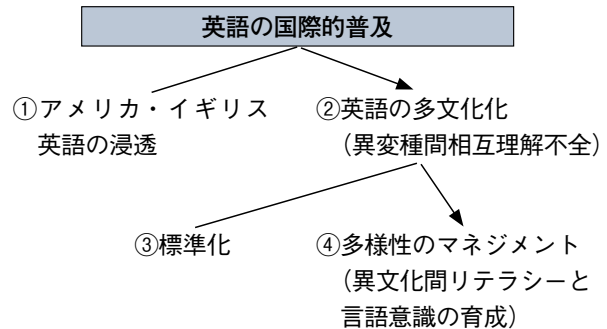 英語の国際的普及
①アメリカ・イギリス
英語の浸透
②英語の多文化化
(異変種間相互理解不全)
③標準化
④多様性のマネジメント
(異文化間リテラシーと
言語意識の育成)